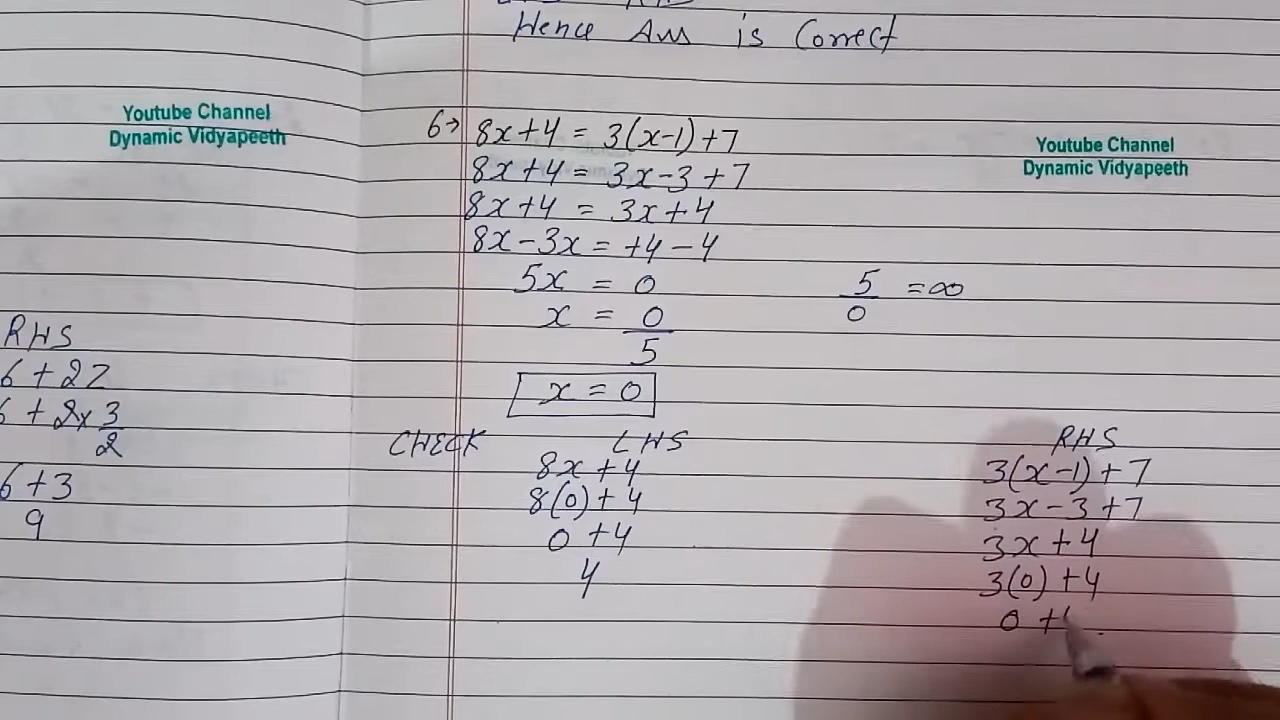 Hence Ans is Correct
Youtube Channel
Dynamic Vidyapeeth
Youtube Channel
Dynamic Vidyapeeth
6→ 8x+4 = 3(x-1)+7
8x+4 = 3x-3+7
8x+4 = 3x+4
8x-3x = +4-4
5x = 0
x = 0/5
x = 0
5/0 = ∞
RHS
6+2z
6+2×3/2
6+3
9
CHECK LHS
8x+4
8(0)+4
0+4
4
RHS
3(x-1)+7
3x-3+7
3x+4
3(0)+4
0 +